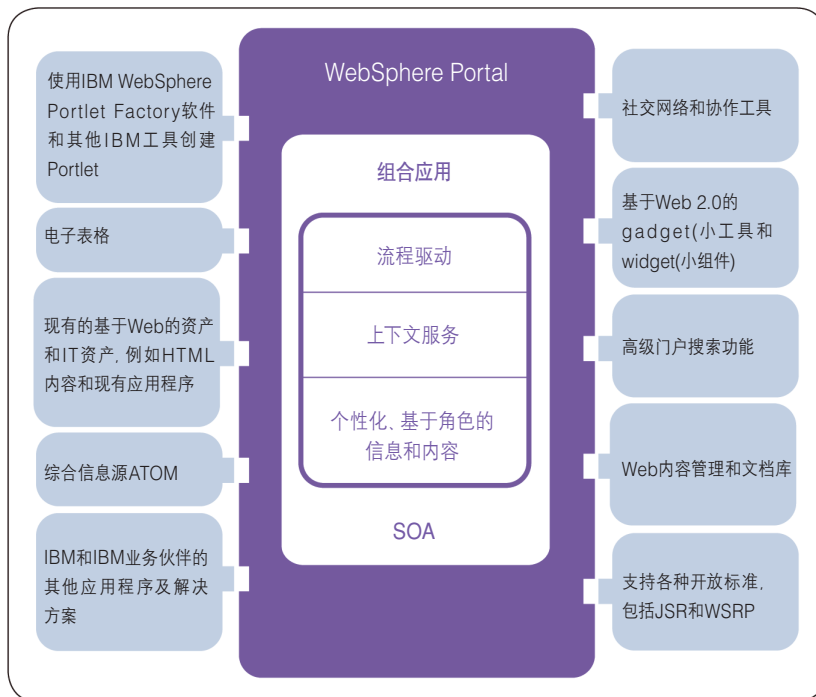 使用IBM WebSphere
Portlet Factory软件
和其他IBM工具创建
Portlet
电子表格
现有的基于Web的资产
和IT资产, 例如HTML
内容和现有应用程序
综合信息源ATOM
IBM和IBM业务伙伴的
其他应用程序及解决
方案
WebSphere Portal
组合应用
流程驱动
上下文服务
个性化、基于角色的
信息和内容
SOA
社交网络和协作工具
基于Web 2.0的
gadget(小工具和
widget(小组件)
高级门户搜索功能
Web内容管理和文档库
支持各种开放标准,
包括JSR和WSRP